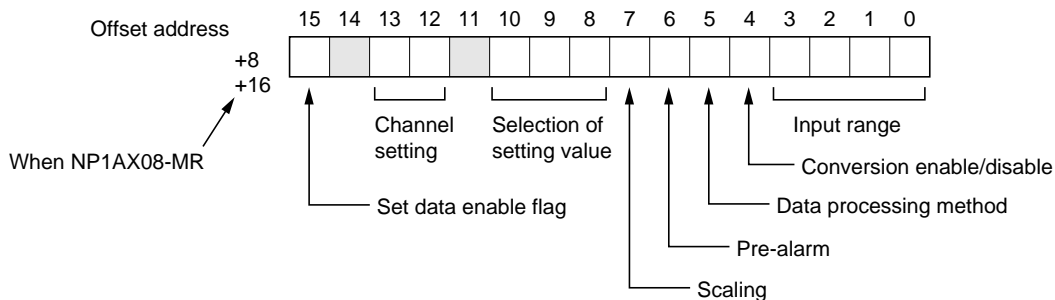 Offset address
15 14 13 12 11 10 9 8 7 6 5 4 3 2 1 0
+8
+16
Channel setting
Selection of setting value
Input range
When NP1AX08-MR
Conversion enable/disable
Set data enable flag
Data processing method
Pre-alarm
Scaling